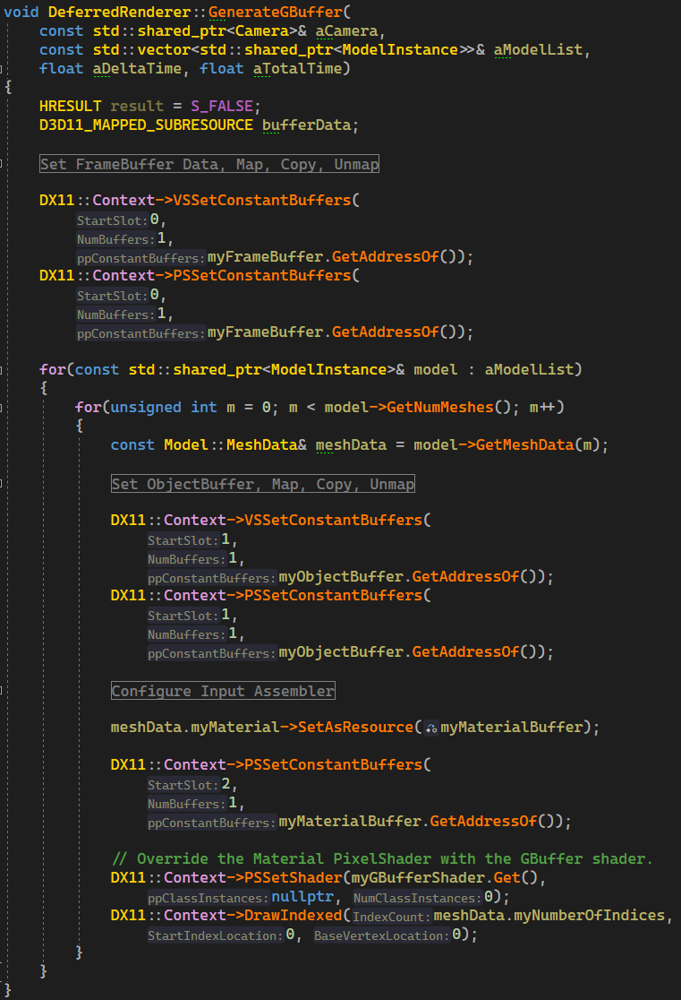 void DeferredRenderer::GenerateGBuffer(
const std::shared_ptr<Camera>& aCamera,
const std::vector<std::shared_ptr<ModelInstance>>& aModelList,
float aDeltaTime, float aTotalTime)
{
HRESULT result = S_FALSE;
D3D11_MAPPED_SUBRESOURCE bufferData;
Set FrameBuffer Data, Map, Copy, Unmap
DX11::Context->VSSetConstantBuffers(
StartSlot:0,
NumBuffers:1,
ppConstantBuffers:myFrameBuffer.GetAddressOf());
DX11::Context->PSSetConstantBuffers(
StartSlot:0,
NumBuffers:1,
ppConstantBuffers:myFrameBuffer.GetAddressOf());
for(const std::shared_ptr<ModelInstance>& model : aModelList)
{
for(unsigned int m = 0; m < model->GetNumMeshes(); m++)
{
const Model::MeshData& meshData = model->GetMeshData(m);
Set ObjectBuffer, Map, Copy, Unmap
DX11::Context->VSSetConstantBuffers(
StartSlot:1,
NumBuffers:1,
ppConstantBuffers:myObjectBuffer.GetAddressOf());
DX11::Context->PSSetConstantBuffers(
StartSlot:1,
NumBuffers:1,
ppConstantBuffers:myObjectBuffer.GetAddressOf());
Configure Input Assembler
meshData.myMaterial->SetAsResource(myMaterialBuffer);
DX11::Context->PSSetConstantBuffers(
StartSlot:2,
NumBuffers:1,
ppConstantBuffers:myMaterialBuffer.GetAddressOf());
// Override the Material PixelShader with the GBuffer shader.
DX11::Context->PSSetShader(myGBufferShader.Get(),
ppClassInstances:nullptr, NumClassInstances:0);
DX11::Context->DrawIndexed(IndexCount:meshData.myNumberOfIndices,
StartIndexLocation:0, BaseVertexLocation:0);
}
}
}